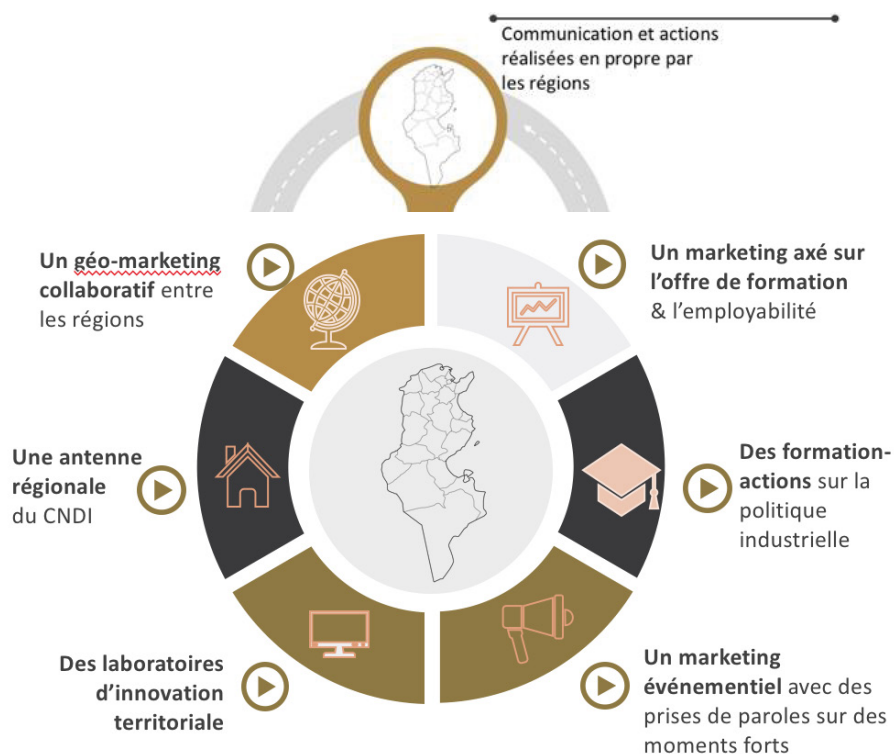 Communication et actions
réalisées en propre par
les régions
Un géo-marketing
collaboratif entre
les régions
Un marketing axé sur
l'offre de formation
& l'employabilité
Une antenne
régionale
du CNDI
Des formation-
actions sur la
politique
industrielle
Des laboratoires
d'innovation
territoriale
Un marketing
événementiel avec des
prises de paroles sur des
moments forts